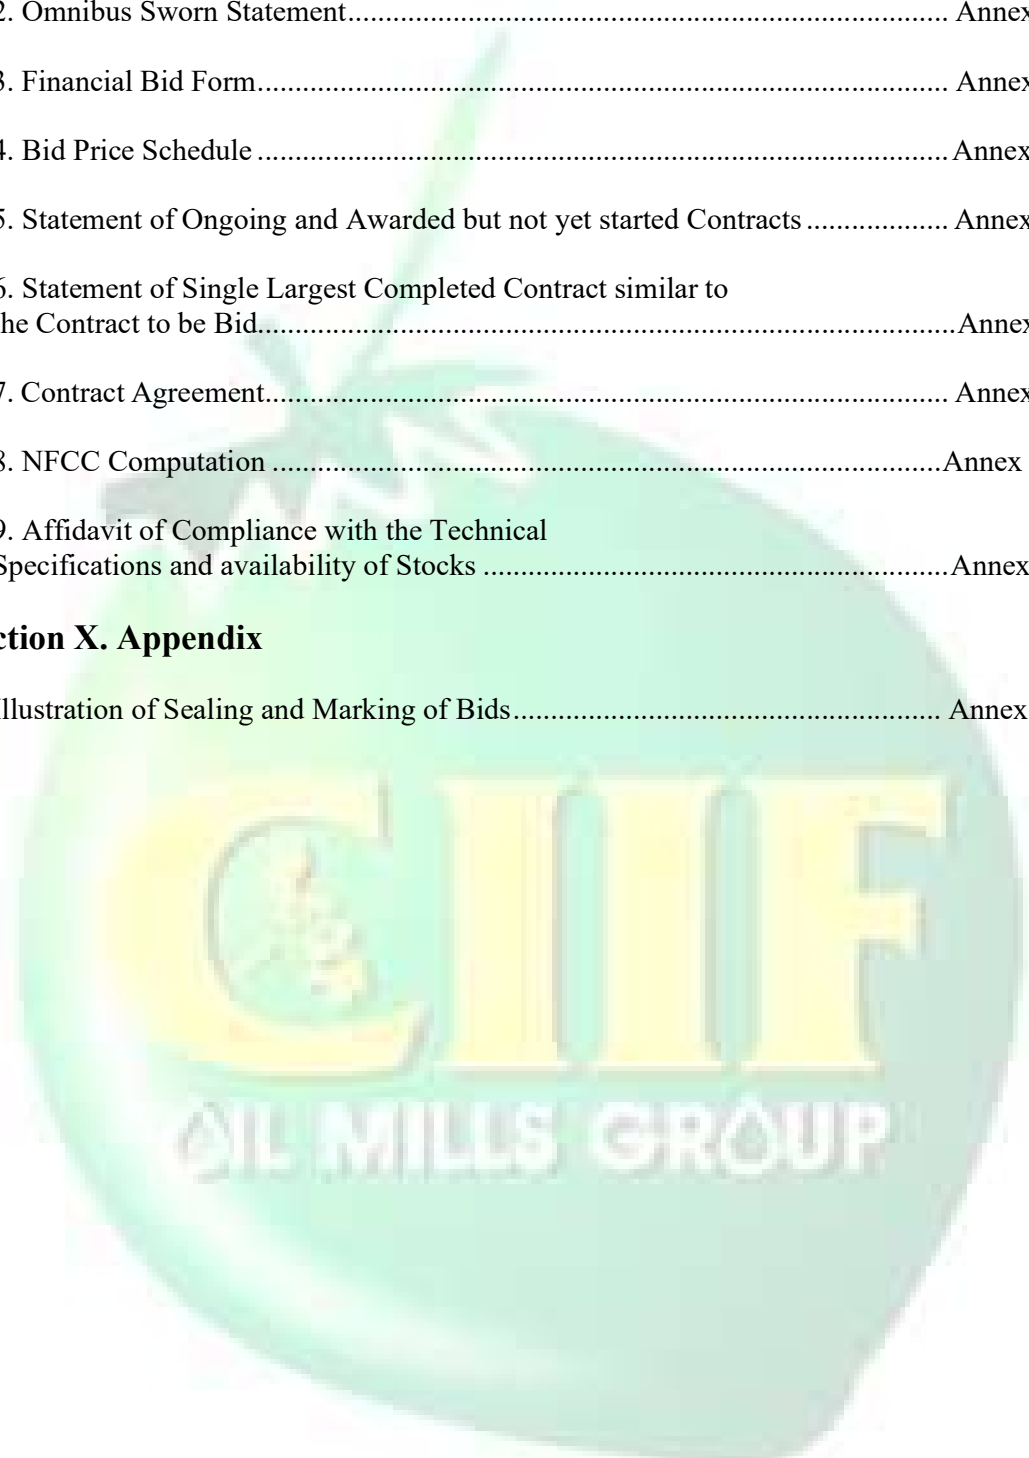 2. Omnibus Sworn Statement................................................................................ Annex
3. Financial Bid Form............................................................................................ Annex
4. Bid Price Schedule ............................................................................................ Annex
5. Statement of Ongoing and Awarded but not yet started Contracts ................... Annex
6. Statement of Single Largest Completed Contract similar to
the Contract to be Bid............................................................................................. Annex
7. Contract Agreement........................................................................................... Annex
8. NFCC Computation ......................................................................................... Annex
9. Affidavit of Compliance with the Technical
Specifications and availability of Stocks .............................................................. Annex
ction X. Appendix
Illustration of Sealing and Marking of Bids......................................................... Annex
CIIF
OIL MILLS GROUP